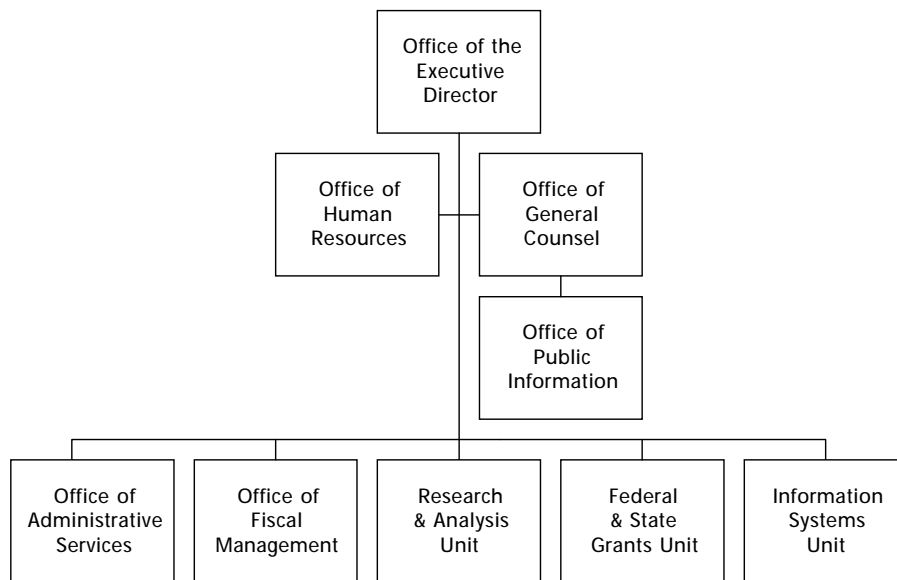 Office of the
Executive
Director
Office of
Human
Resources
Office of
General
Counsel
Office of
Public
Information
Office of
Administrative
Services
Office of
Fiscal
Management
Research
& Analysis
Unit
Federal
& State
Grants Unit
Information
Systems
Unit